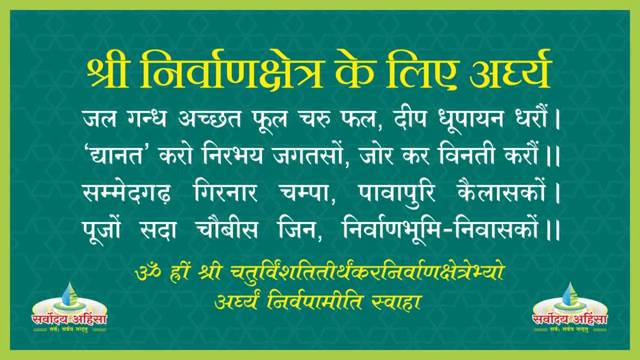 श्री निर्वाणक्षेत्र के लिए अर्घ्य
जल गन्ध अच्छत फूल चरु फल, दीप धूपायन धरौं।
‘द्यानत’ करो निरभय जगतसों, जोर कर विनती करौं।।
सम्मेदगढ़ गिरनार चम्पा, पावापुरि कैलासकों।
पूजों सदा चौबीस जिन, निर्वाणभूमि-निवासकों।।
ॐ ह्रीं श्री चतुर्विंशतितीर्थंकरनिर्वाणक्षेत्रेभ्यो
अर्घ्यं निर्वपामीति स्वाहा
सर्वोदय अहिंसा
सर्वोदय अहिंसा